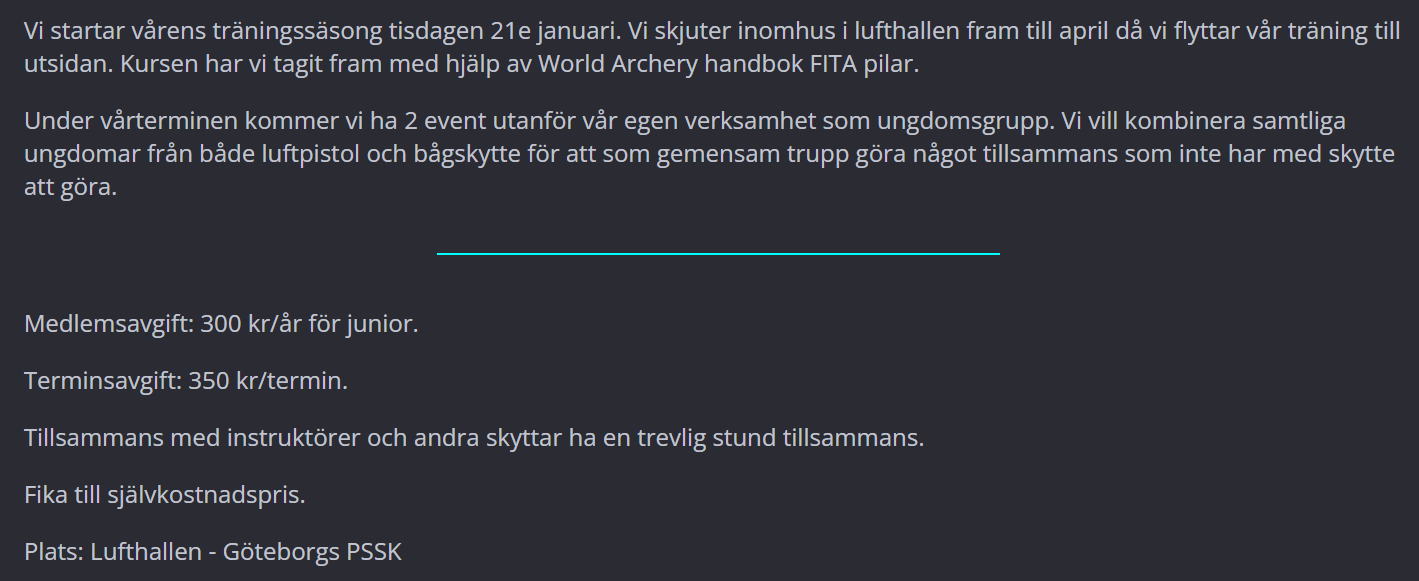 Vi startar vårens träningssäsong tisdagen 21e januari. Vi skjuter inomhus i lufthallen fram till april då vi flyttar vår träning till
utsidan. Kursen har vi tagit fram med hjälp av World Archery handbok FITA pilar.
Under vårterminen kommer vi ha 2 event utanför vår egen verksamhet som ungdomsgrupp. Vi vill kombinera samtliga
ungdomar från både luftpistol och bågskytte för att som gemensam trupp göra något tillsammans som inte har med skytte
att göra.
Medlemsavgift: 300 kr/år för junior.
Terminsavgift: 350 kr/termin.
Tillsammans med instruktörer och andra skyttar ha en trevlig stund tillsammans.
Fika till självkostnadspris.
Plats: Lufthallen - Göteborgs PSSK